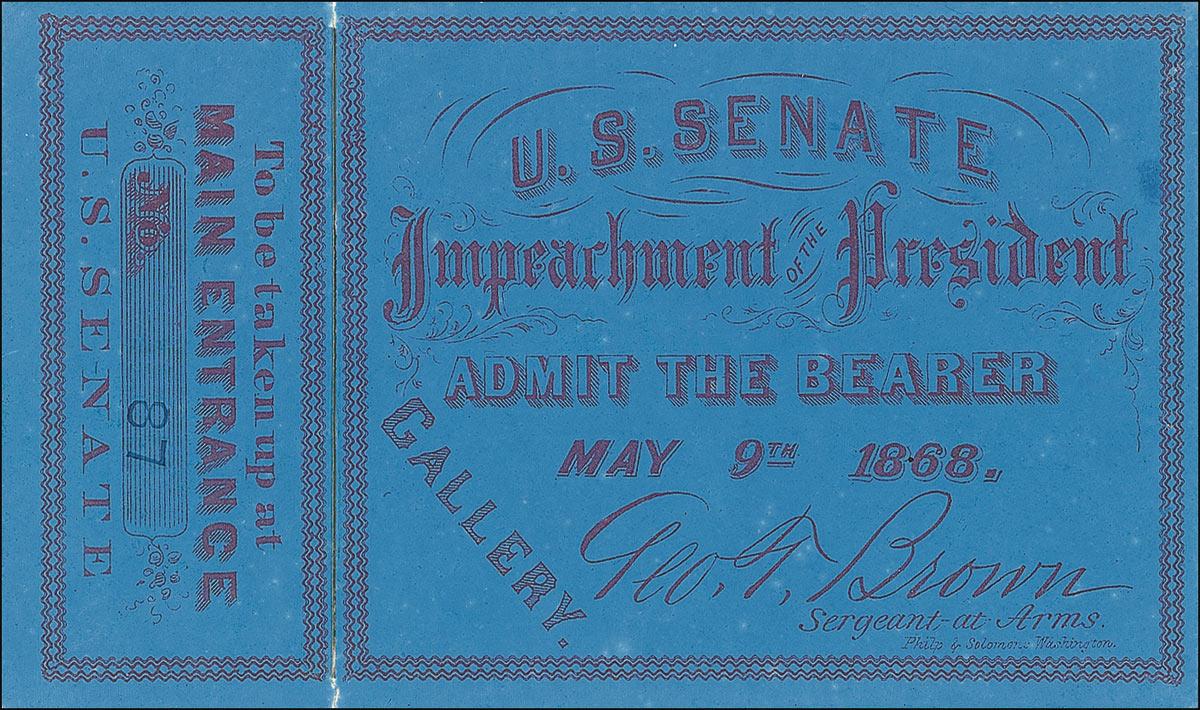 To be taken up at
MAIN ENTRANCE
No. 87
U.S. SENATE
U.S. SENATE
Impeachment OF THE President
ADMIT THE BEARER
MAY 9TH 1868.
GALLERY.
Geo. T. Brown
Sergeant-at-Arms.
Philp & Solomons Washington.